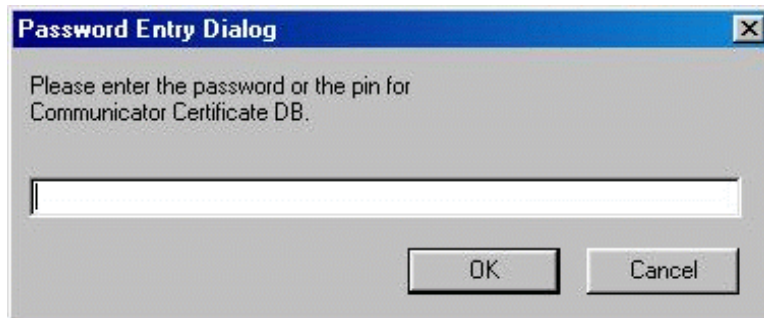 Password Entry Dialog
Please enter the password or the pin for
Communicator Certificate DB.
OK
Cancel